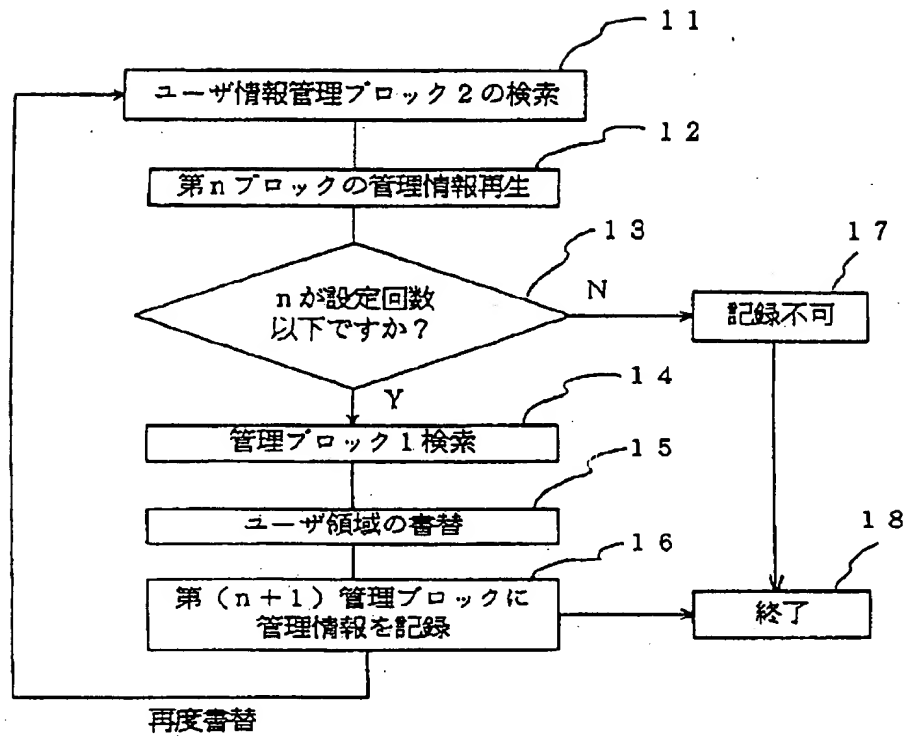 １１
ユーザ情報管理ブロック２の検索
１２
第ｎブロックの管理情報再生
１３
ｎが設定回数
以下ですか？
N
１７
記録不可
Y
１４
管理ブロック１検索
１５
ユーザ領域の書替
１６
第（ｎ＋１）管理ブロックに
管理情報を記録
１８
終了
再度書替